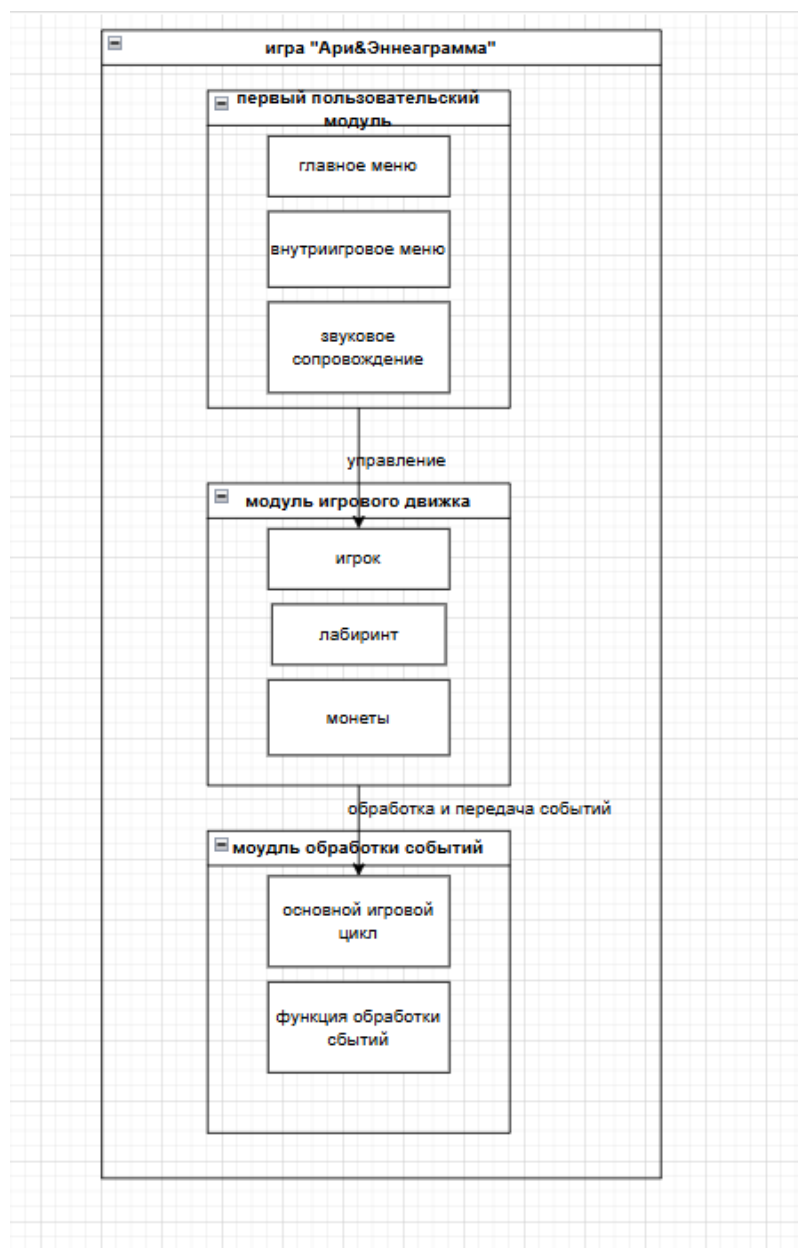 игра "Ари&Эннеаграмма"
первый пользовательский
модуль
главное меню
внутриигровое меню
звуковое
сопровождение
управление
модуль игрового движка
игрок
лабиринт
монеты
обработка и передача событий
моудль обработки событий
основной игровой
цикл
функция обработки
сбытий